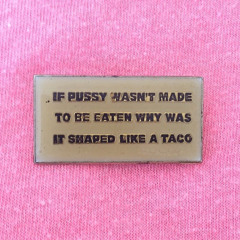 IF PUSSY WASN'T MADE
TO BE EATEN WHY WAS
IT SHAPED LIKE A TACO